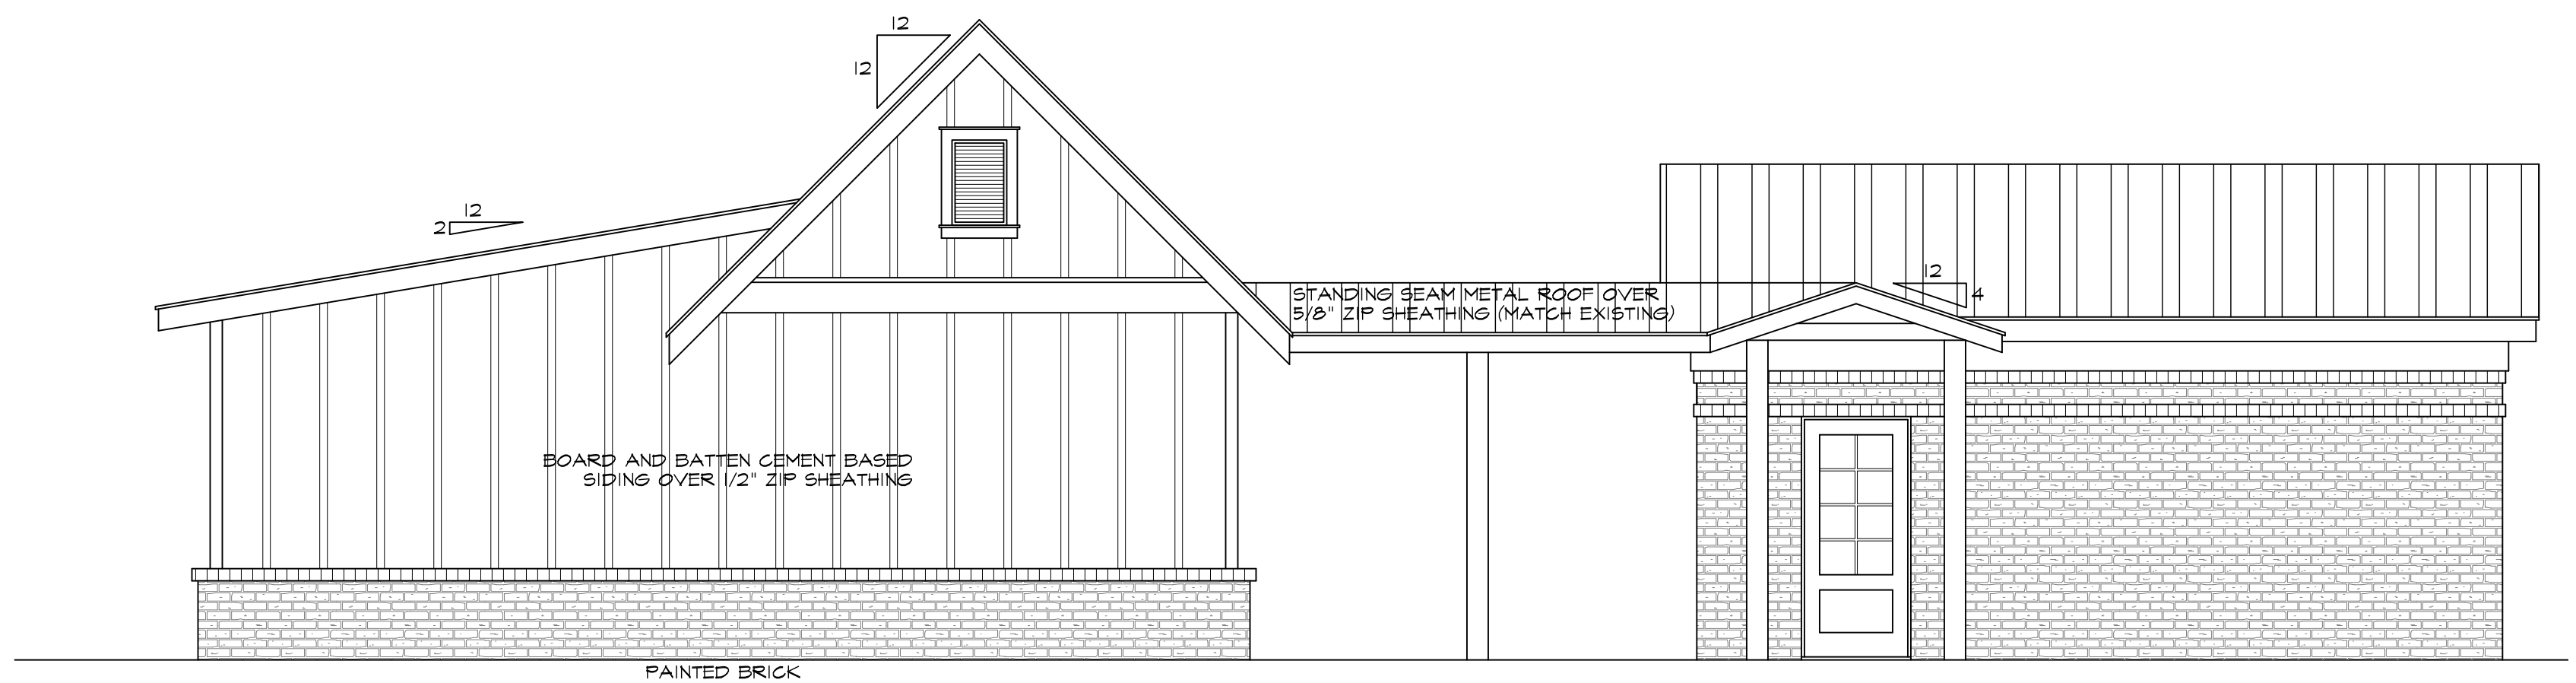 12
12
12
2
12
4
STANDING SEAM METAL ROOF OVER
5/8" ZIP SHEATHING (MATCH EXISTING)
BOARD AND BATTEN CEMENT BASED
SIDING OVER 1/2" ZIP SHEATHING
PAINTED BRICK